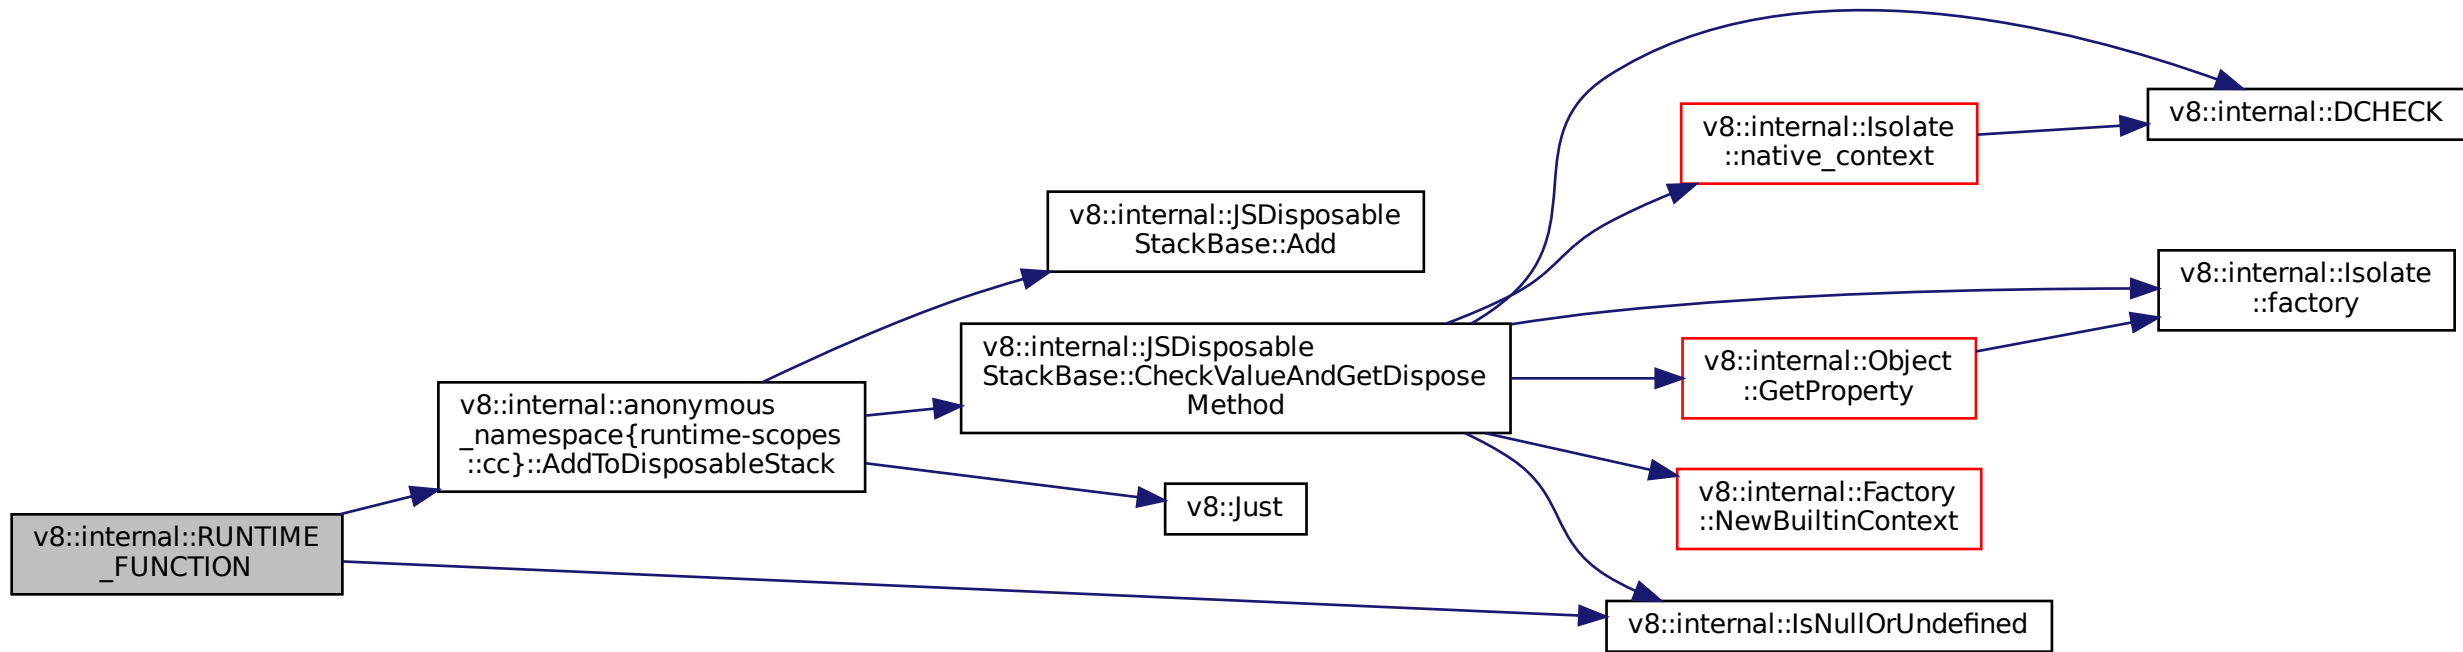 v8::internal::RUNTIME
_FUNCTION
v8::internal::anonymous
_namespace{runtime-scopes
::cc}::AddToDisposableStack
v8::internal::JSDisposable
StackBase::Add
v8::internal::JSDisposable
StackBase::CheckValueAndGetDispose
Method
v8::Just
v8::internal::Isolate
::native_context
v8::internal::DCHECK
v8::internal::Isolate
::factory
v8::internal::Object
::GetProperty
v8::internal::Factory
::NewBuiltinContext
v8::internal::IsNullOrUndefined